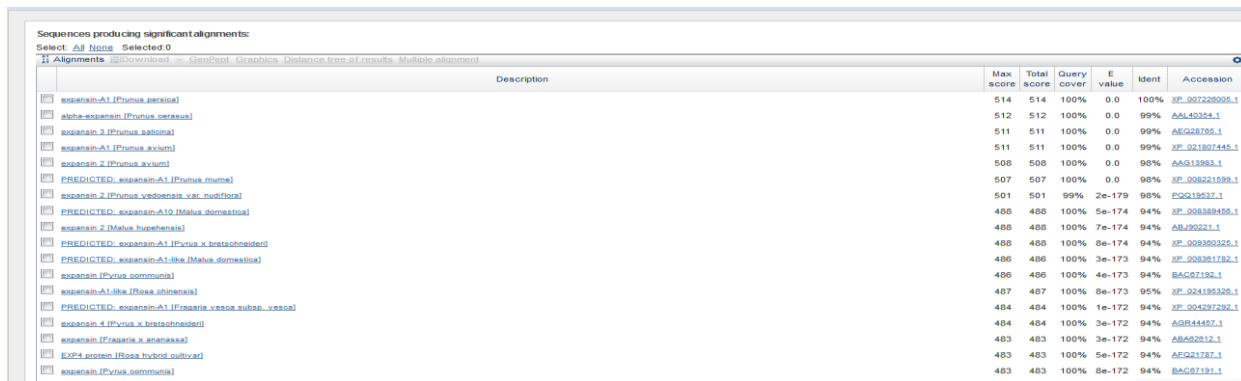 Sequences producing significant alignments:
Select: All None Selected:0
Alignments Download GenPept Graphics Distance tree of results Multiple alignment
Description Max score Total score Query cover E value Ident Accession
expansin-A1 [Prunus persica] 514 514 100% 0.0 100% XP_007226005.1
alpha-expansin [Prunus cerasus] 512 512 100% 0.0 99% AAL40354.1
expansin 3 [Prunus salicina] 511 511 100% 0.0 99% AEQ28765.1
expansin-A1 [Prunus avium] 511 511 100% 0.0 99% XP_021807445.1
expansin 2 [Prunus avium] 508 508 100% 0.0 98% AAG13983.1
PREDICTED: expansin-A1 [Prunus mume] 507 507 100% 0.0 98% XP_008221599.1
expansin 2 [Prunus yedoensis var. nudiflora] 501 501 99% 2e-179 98% PQQ19537.1
PREDICTED: expansin-A10 [Malus domestica] 488 488 100% 5e-174 94% XP_008389456.1
expansin 2 [Malus hupehensis] 488 488 100% 7e-174 94% ABJ90221.1
PREDICTED: expansin-A1 [Pyrus x bretschneideri] 488 488 100% 8e-174 94% XP_009360325.1
PREDICTED: expansin-A1-like [Malus domestica] 486 486 100% 3e-173 94% XP_008361782.1
expansin [Pyrus communis] 486 486 100% 4e-173 94% BAC67192.1
expansin-A1-like [Rosa chinensis] 487 487 100% 8e-173 95% XP_024195326.1
PREDICTED: expansin-A1 [Fragaria vesca subsp. vesca] 484 484 100% 1e-172 94% XP_004297292.1
expansin 4 [Pyrus x bretschneideri] 484 484 100% 3e-172 94% AGR44457.1
expansin [Fragaria x ananassa] 483 483 100% 3e-172 94% ABA62612.1
EXP4 protein [Rosa hybrid cultivar] 483 483 100% 5e-172 94% AFQ21787.1
expansin [Pyrus communis] 483 483 100% 8e-172 94% BAC67191.1